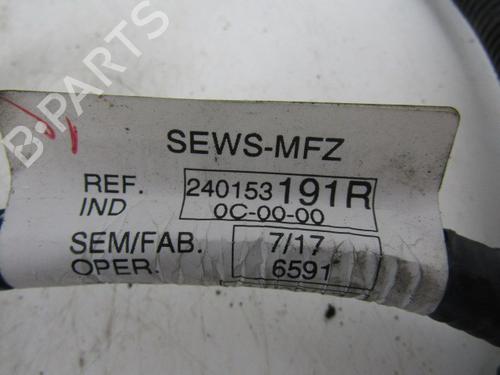 B-PARTS
SEWS-MFZ
REF. 240153191R
IND 0C-00-00
SEM/FAB. 7/17
OPER. 6591